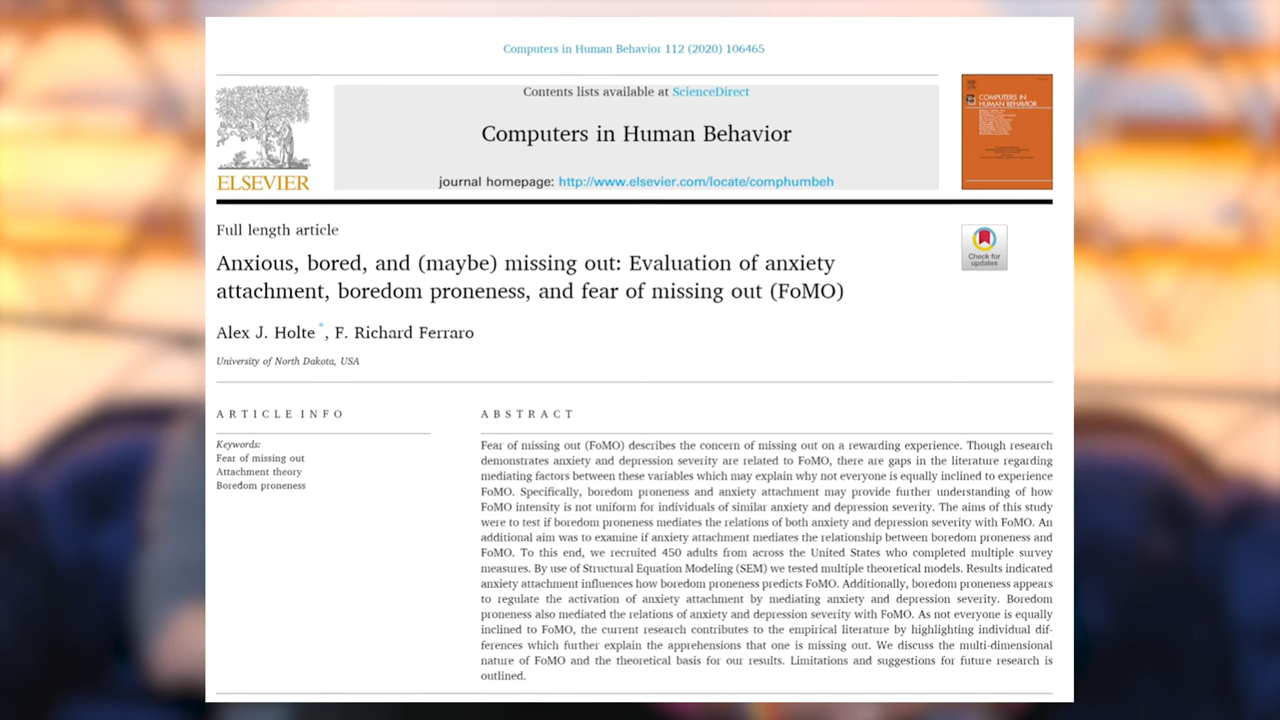 Computers in Human Behavior 112 (2020) 106465
Contents lists available at ScienceDirect
Computers in Human Behavior
journal homepage: http://www.elsevier.com/locate/comphumbeh
ELSEVIER
COMPUTERS IN
HUMAN BEHAVIOR
Full length article
Check for
updates
Anxious, bored, and (maybe) missing out: Evaluation of anxiety
attachment, boredom proneness, and fear of missing out (FoMO)
Alex J. Holte *, F. Richard Ferraro
University of North Dakota, USA
ARTICLE INFO
Keywords:
Fear of missing out
Attachment theory
Boredom proneness
ABSTRACT
Fear of missing out (FoMO) describes the concern of missing out on a rewarding experience. Though research
demonstrates anxiety and depression severity are related to FoMO, there are gaps in the literature regarding
mediating factors between these variables which may explain why not everyone is equally inclined to experience
FoMO. Specifically, boredom proneness and anxiety attachment may provide further understanding of how
FoMO intensity is not uniform for individuals of similar anxiety and depression severity. The aims of this study
were to test if boredom proneness mediates the relations of both anxiety and depression severity with FoMO. An
additional aim was to examine if anxiety attachment mediates the relationship between boredom proneness and
FoMO. To this end, we recruited 450 adults from across the United States who completed multiple survey
measures. By use of Structural Equation Modeling (SEM) we tested multiple theoretical models. Results indicated
anxiety attachment influences how boredom proneness predicts FoMO. Additionally, boredom proneness appears
to regulate the activation of anxiety attachment by mediating anxiety and depression severity. Boredom
proneness also mediated the relations of anxiety and depression severity with FoMO. As not everyone is equally
inclined to FoMO, the current research contributes to the empirical literature by highlighting individual dif-
ferences which further explain the apprehensions that one is missing out. We discuss the multi-dimensional
nature of FoMO and the theoretical basis for our results. Limitations and suggestions for future research is
outlined.